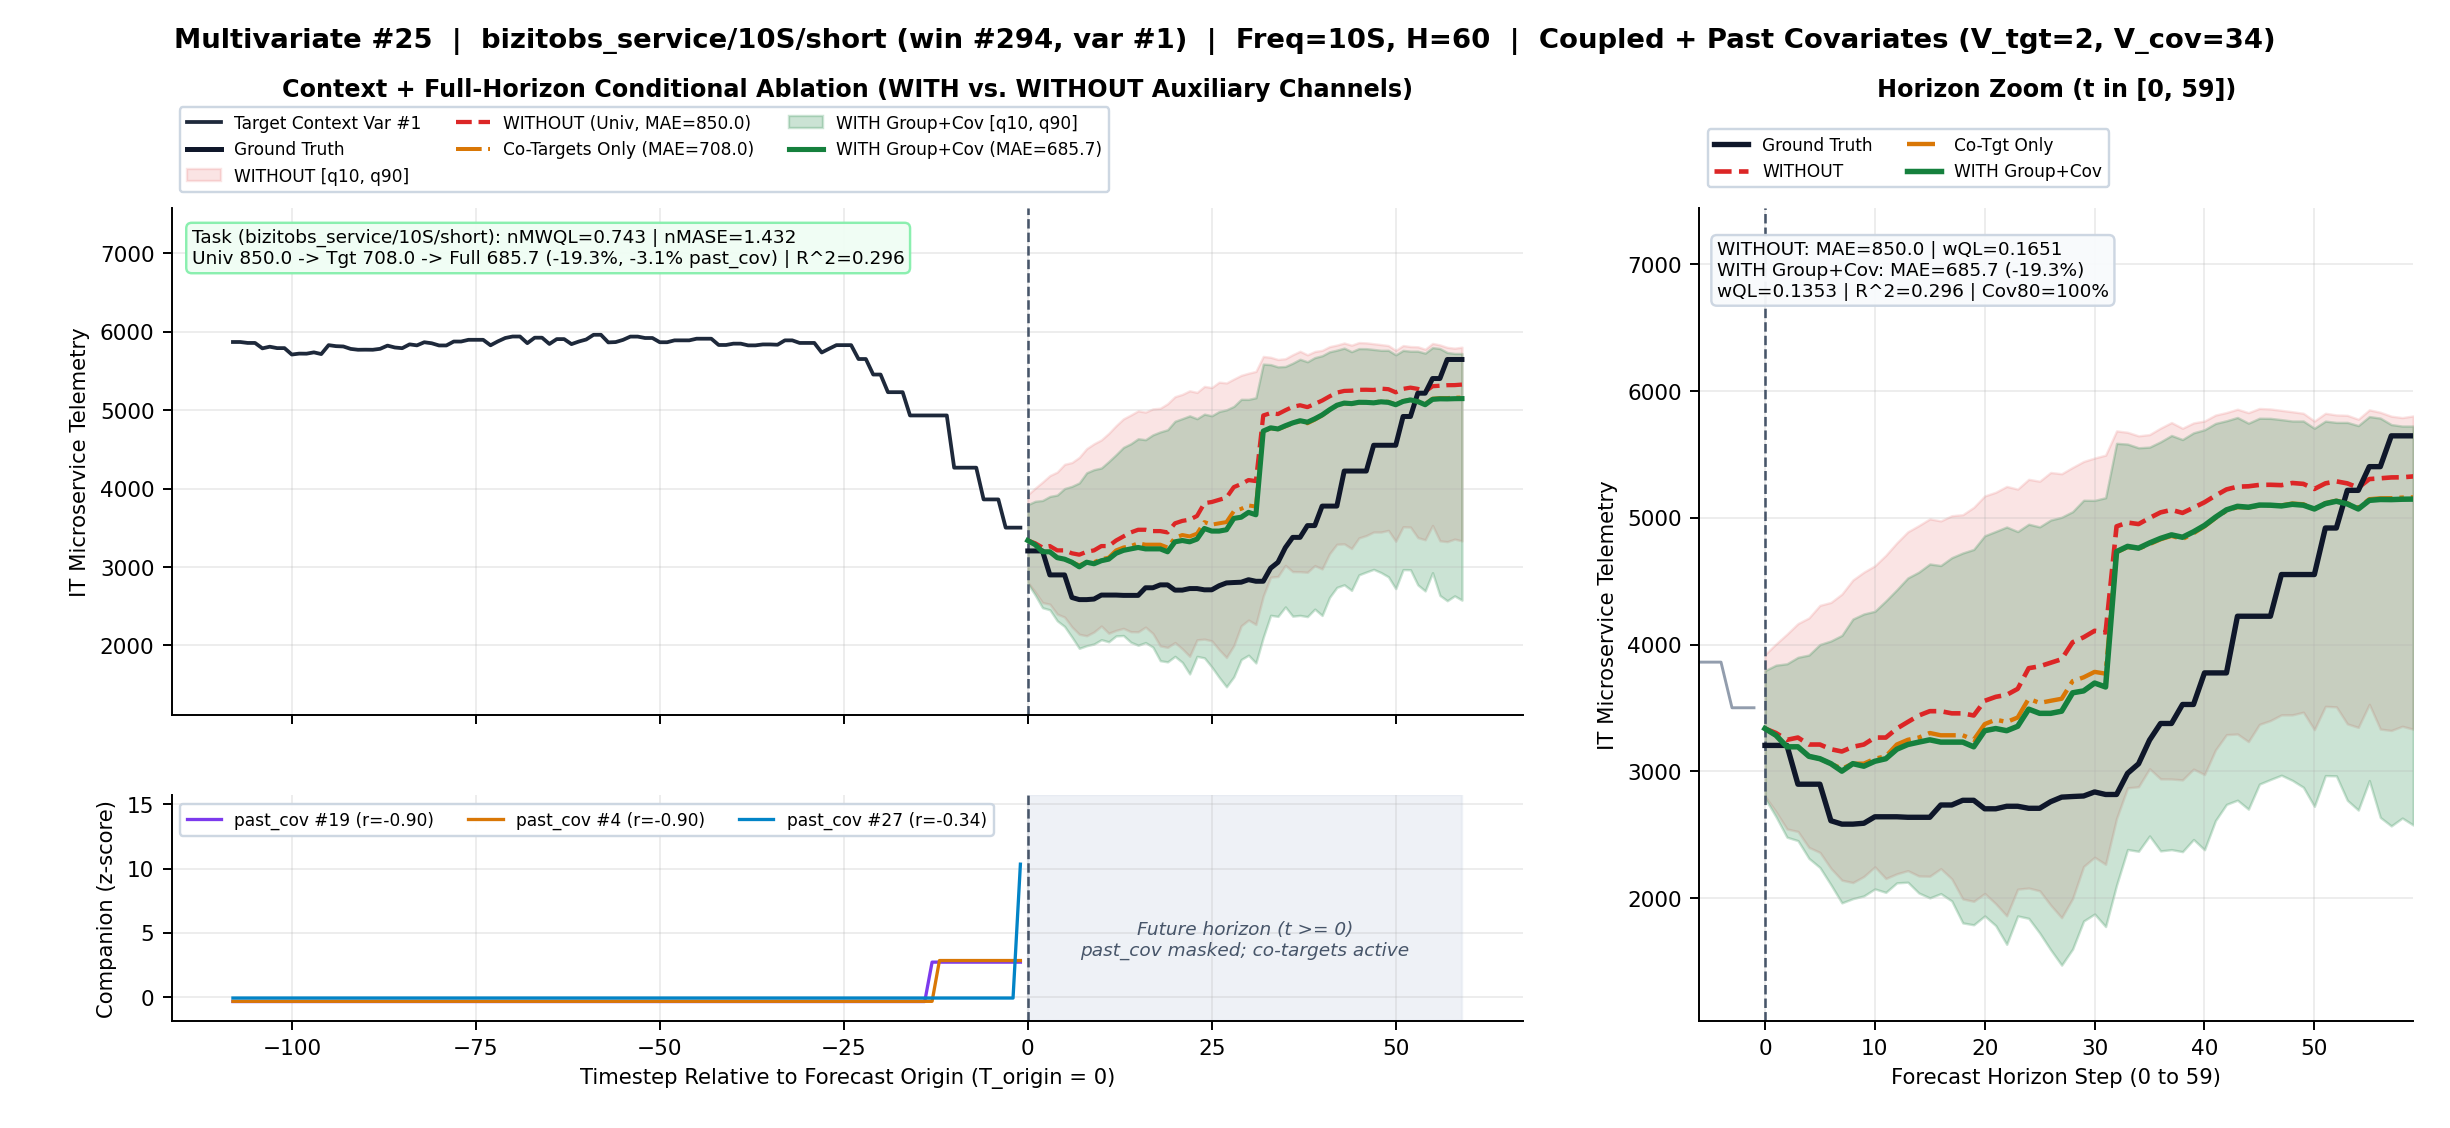 Multivariate #25 | bizitobs_service/10S/short (win #294, var #1) | Freq=10S, H=60 | Coupled + Past Covariates (V_tgt=2, V_cov=34)
Context + Full-Horizon Conditional Ablation (WITH vs. WITHOUT Auxiliary Channels)
Target Context Var #1
Ground Truth
WITHOUT [q10, q90]
WITHOUT (Univ, MAE=850.0)
Co-Targets Only (MAE=708.0)
WITH Group+Cov [q10, q90]
WITH Group+Cov (MAE=685.7)
Task (bizitobs_service/10S/short): nMWQL=0.743 | nMASE=1.432
Univ 850.0 -> Tgt 708.0 -> Full 685.7 (-19.3%, -3.1% past_cov) | R^2=0.296
IT Microservice Telemetry
7000
6000
5000
4000
3000
2000
Companion (z-score)
15
10
5
0
past_cov #19 (r=-0.90)
past_cov #4 (r=-0.90)
past_cov #27 (r=-0.34)
Future horizon (t >= 0)
past_cov masked; co-targets active
−100
−75
−50
−25
0
25
50
Timestep Relative to Forecast Origin (T_origin = 0)
Horizon Zoom (t in [0, 59])
Ground Truth
WITHOUT
Co-Tgt Only
WITH Group+Cov
WITHOUT: MAE=850.0 | wQL=0.1651
WITH Group+Cov: MAE=685.7 (-19.3%)
wQL=0.1353 | R^2=0.296 | Cov80=100%
IT Microservice Telemetry
7000
6000
5000
4000
3000
2000
0
10
20
30
40
50
Forecast Horizon Step (0 to 59)